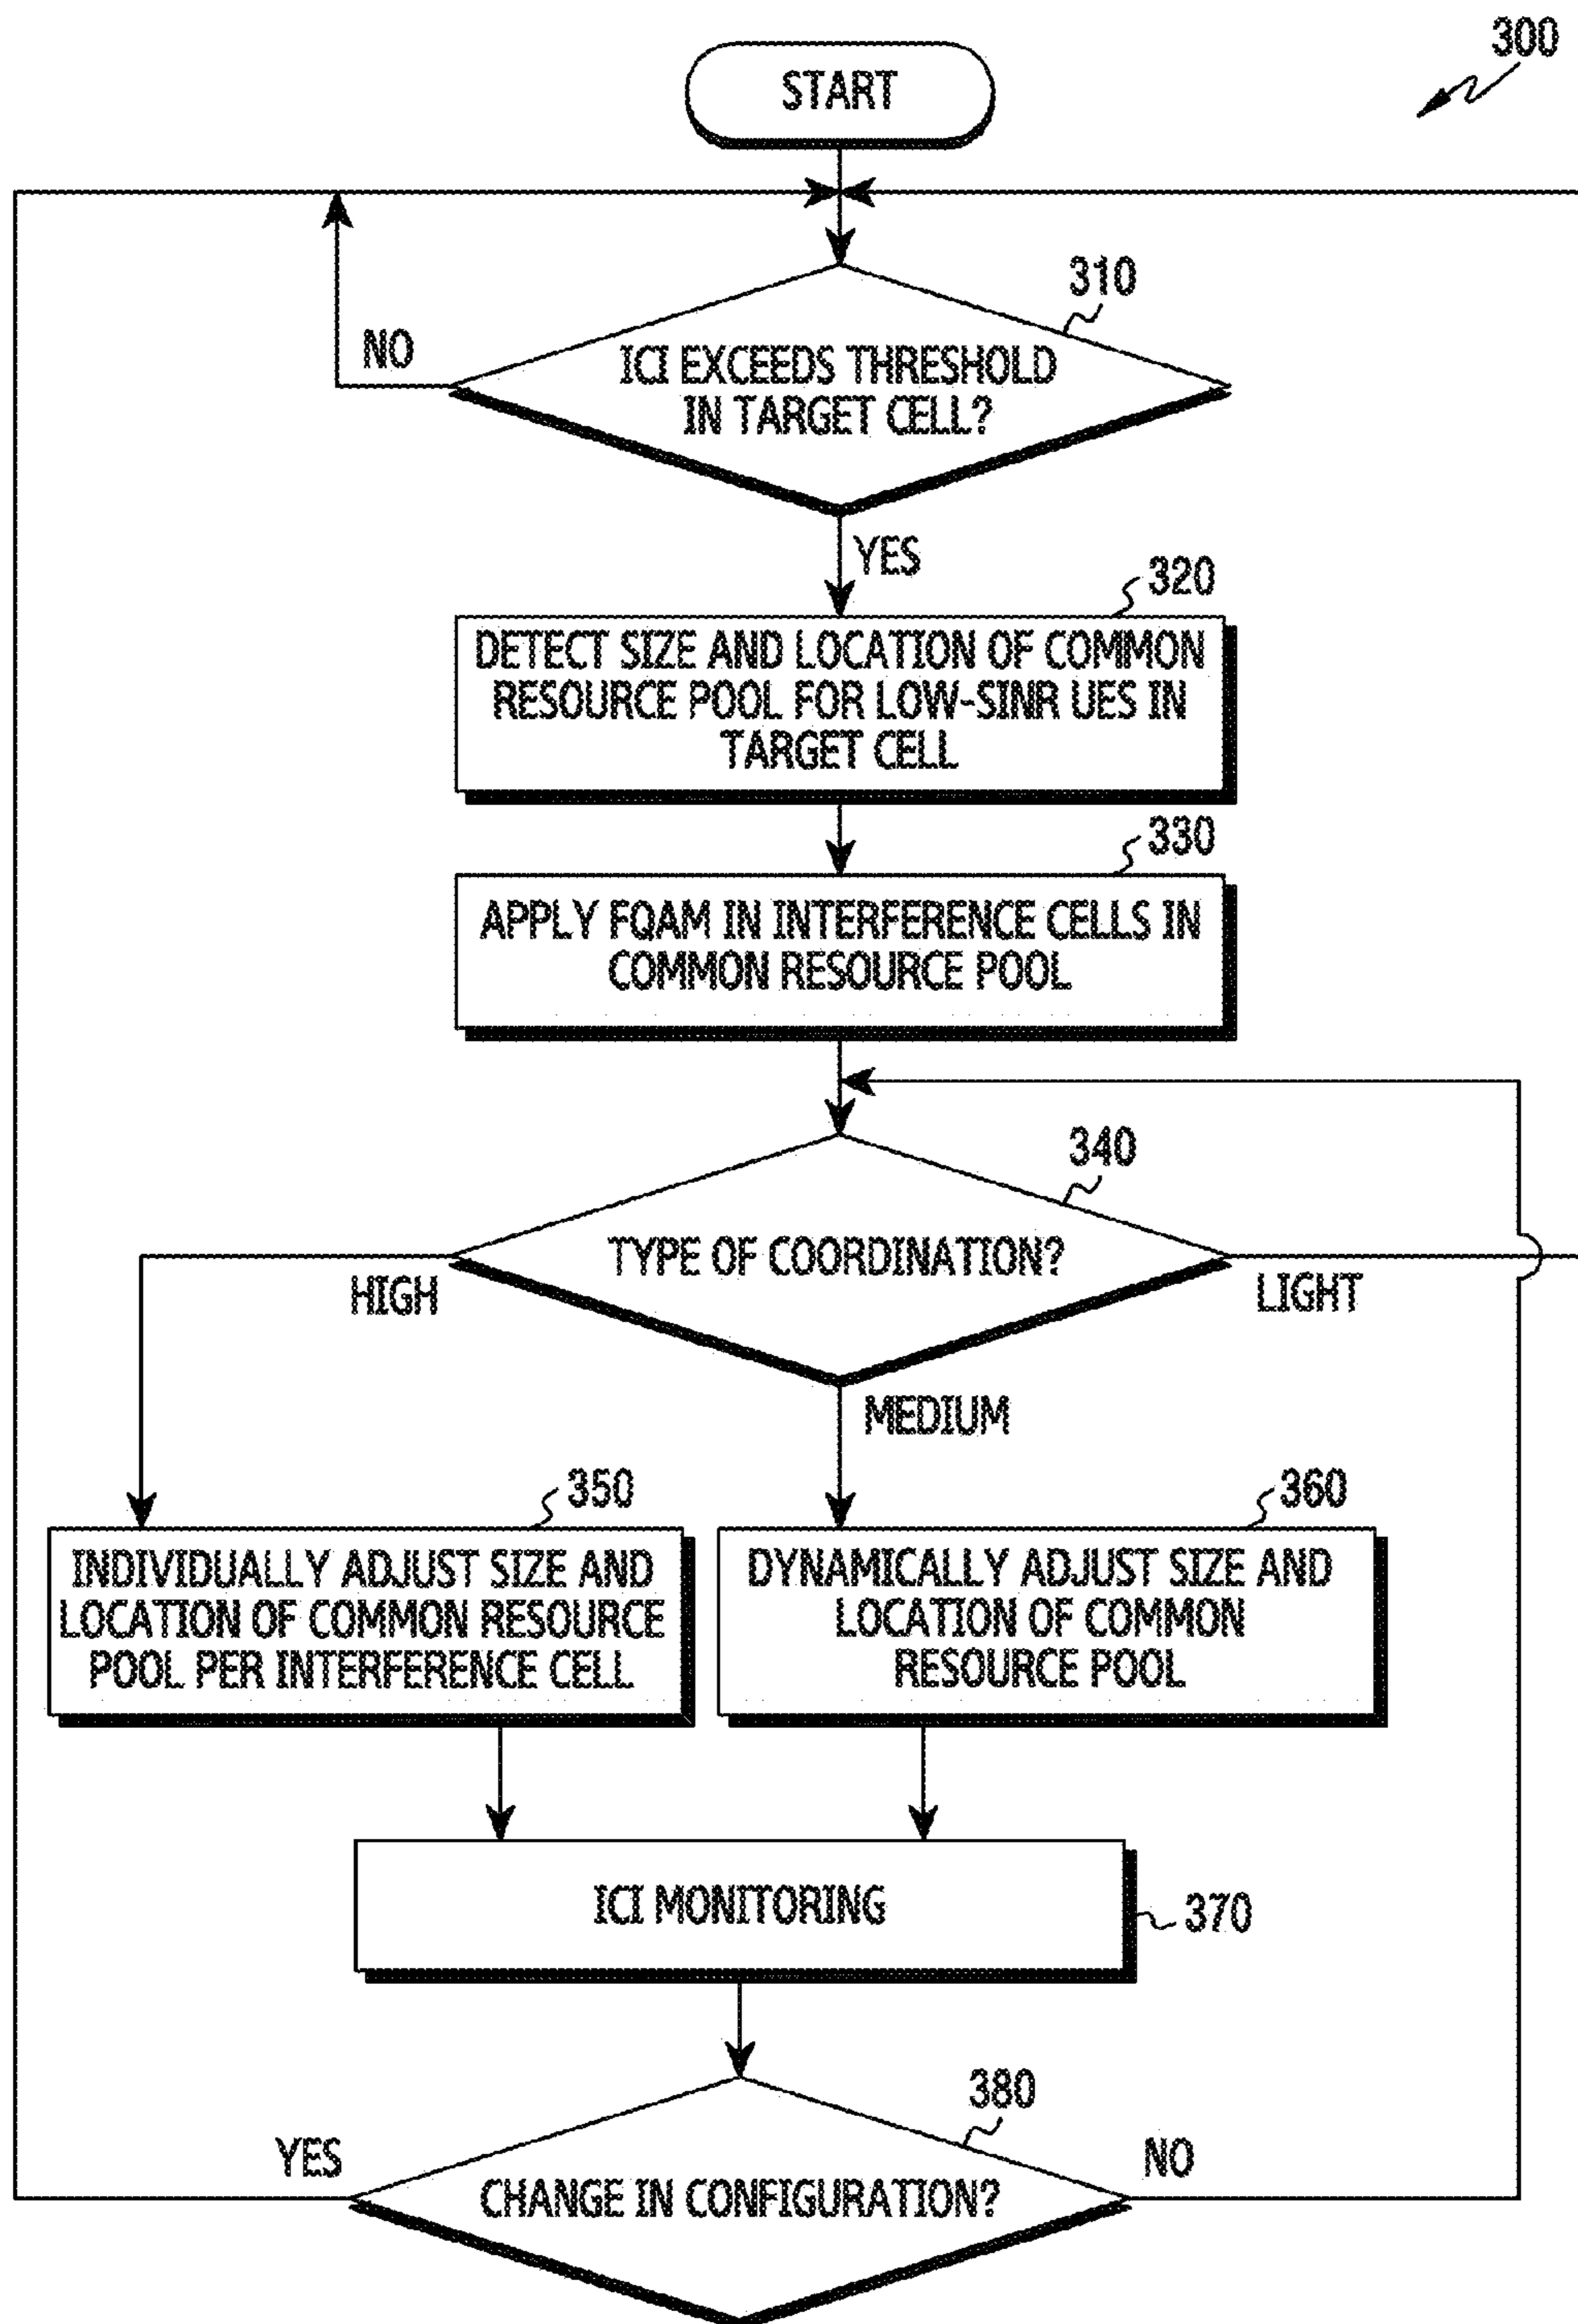 300
START
310
NO
ICI EXCEEDS THRESHOLD
IN TARGET CELL?
YES
320
DETECT SIZE AND LOCATION OF COMMON
RESOURCE POOL FOR LOW-SINR UES IN
TARGET CELL
330
APPLY FQAM IN INTERFERENCE CELLS IN
COMMON RESOURCE POOL
340
TYPE OF COORDINATION?
HIGH
LIGHT
MEDIUM
350
360
INDIVIDUALLY ADJUST SIZE AND
LOCATION OF COMMON RESOURCE
POOL PER INTERFERENCE CELL
DYNAMICALLY ADJUST SIZE AND
LOCATION OF COMMON
RESOURCE POOL
ICI MONITORING
370
380
YES
NO
CHANGE IN CONFIGURATION?